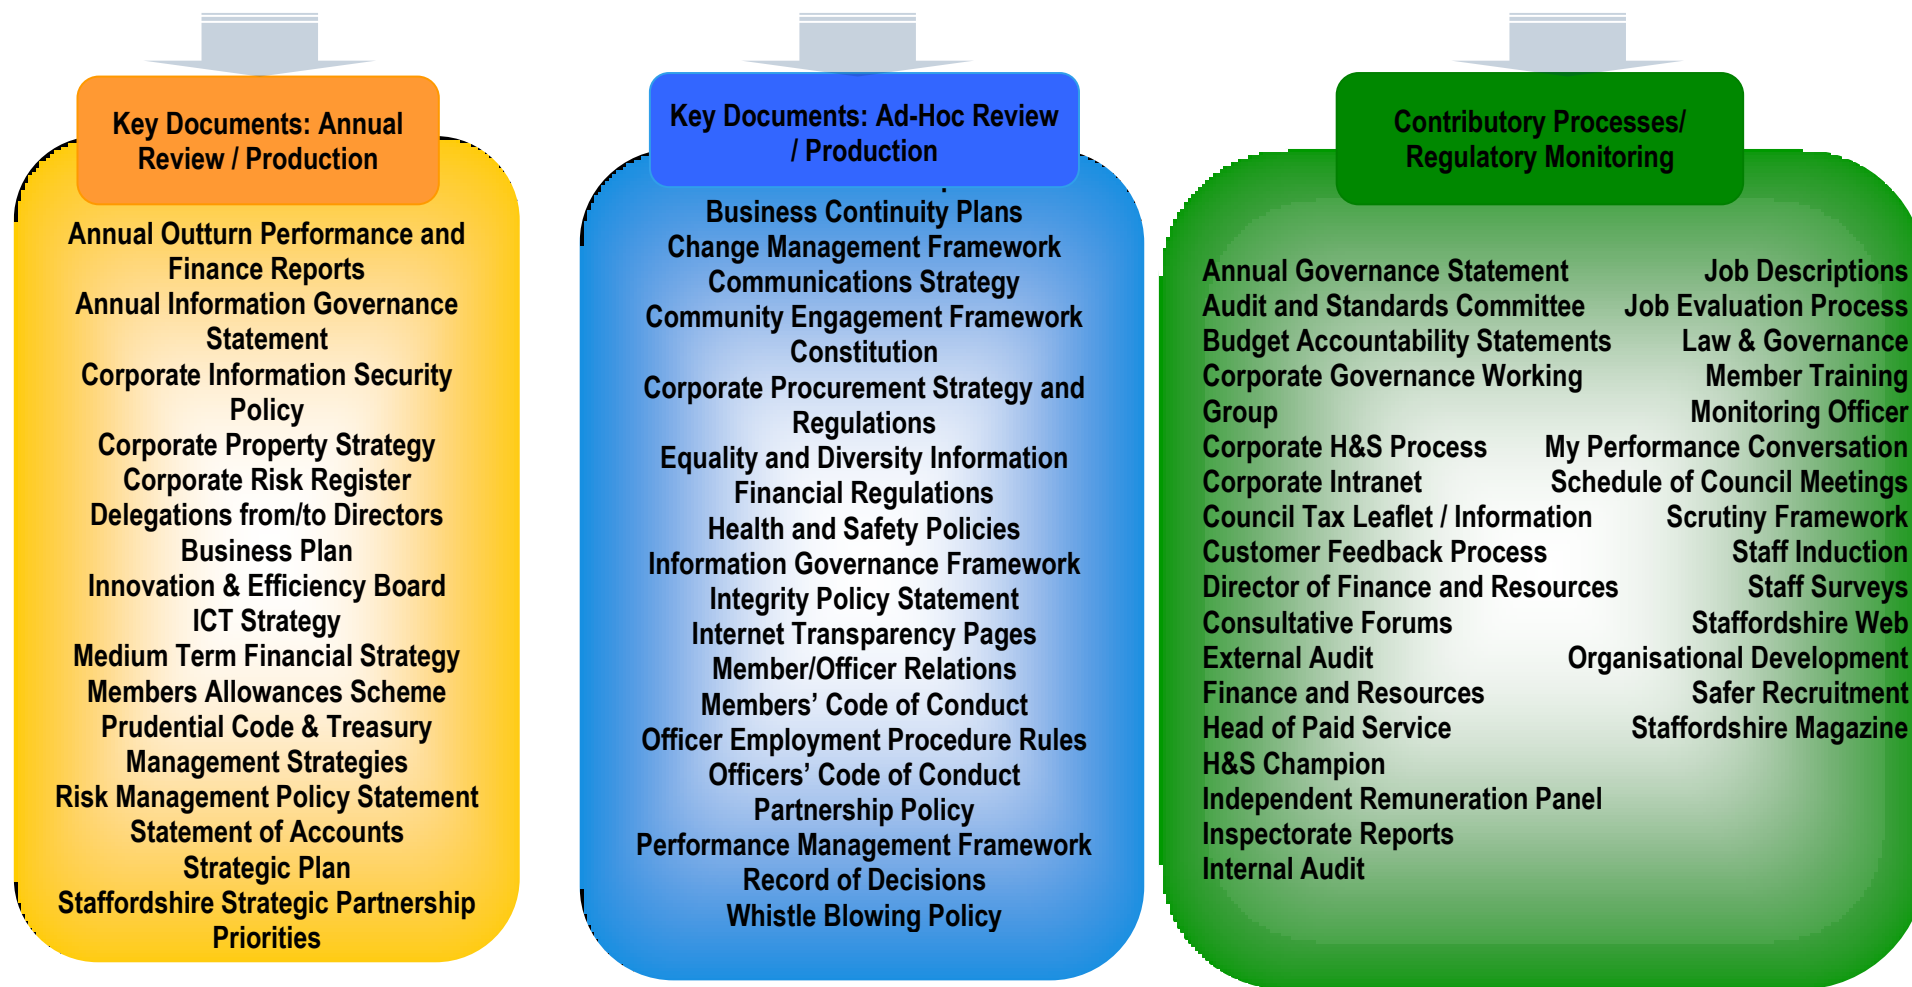 Key Documents: Annual
Review / Production
Annual Outturn Performance and
Finance Reports
Annual Information Governance
Statement
Corporate Information Security
Policy
Corporate Property Strategy
Corporate Risk Register
Delegations from/to Directors
Business Plan
Innovation & Efficiency Board
ICT Strategy
Medium Term Financial Strategy
Members Allowances Scheme
Prudential Code & Treasury
Management Strategies
Risk Management Policy Statement
Statement of Accounts
Strategic Plan
Staffordshire Strategic Partnership
Priorities
Key Documents: Ad-Hoc Review
/ Production
Business Continuity Plans
Change Management Framework
Communications Strategy
Community Engagement Framework
Constitution
Corporate Procurement Strategy and
Regulations
Equality and Diversity Information
Financial Regulations
Health and Safety Policies
Information Governance Framework
Integrity Policy Statement
Internet Transparency Pages
Member/Officer Relations
Members’ Code of Conduct
Officer Employment Procedure Rules
Officers’ Code of Conduct
Partnership Policy
Performance Management Framework
Record of Decisions
Whistle Blowing Policy
Contributory Processes/
Regulatory Monitoring
Annual Governance Statement
Audit and Standards Committee
Budget Accountability Statements
Corporate Governance Working
Group
Corporate H&S Process
Corporate Intranet
Council Tax Leaflet / Information
Customer Feedback Process
Director of Finance and Resources
Consultative Forums
External Audit
Finance and Resources
Head of Paid Service
H&S Champion
Independent Remuneration Panel
Inspectorate Reports
Internal Audit
Job Descriptions
Job Evaluation Process
Law & Governance
Member Training
Monitoring Officer
My Performance Conversation
Schedule of Council Meetings
Scrutiny Framework
Staff Induction
Staff Surveys
Staffordshire Web
Organisational Development
Safer Recruitment
Staffordshire Magazine